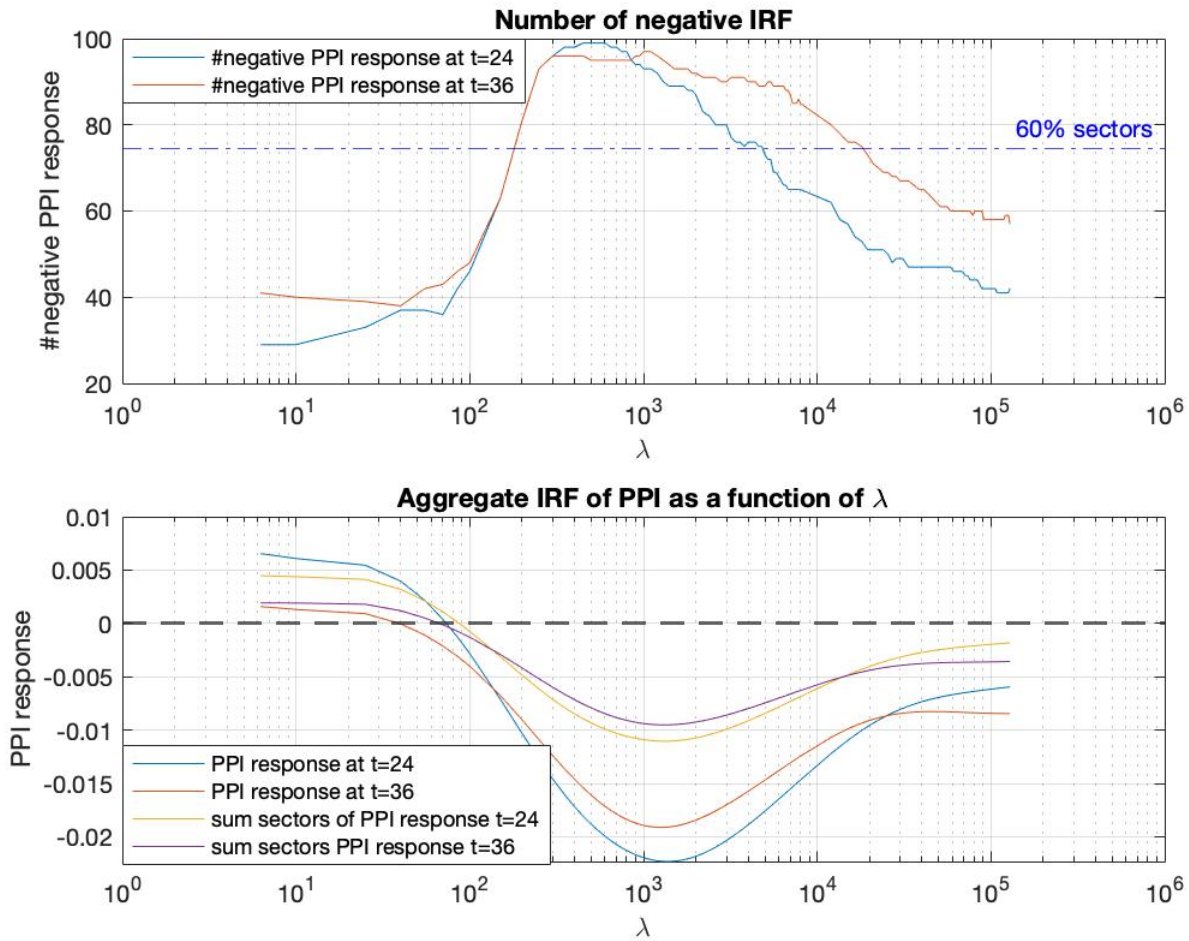 Number of negative IRF
100
80
60
40
20
#negative PPI response
#negative PPI response at t=24
#negative PPI response at t=36
60% sectors
10^0 10^1 10^2 10^3 10^4 10^5 10^6
λ
Aggregate IRF of PPI as a function of λ
0.01
0.005
0
-0.005
-0.01
-0.015
-0.02
PPI response
PPI response at t=24
PPI response at t=36
sum sectors of PPI response t=24
sum sectors PPI response t=36
10^0 10^1 10^2 10^3 10^4 10^5 10^6
λ